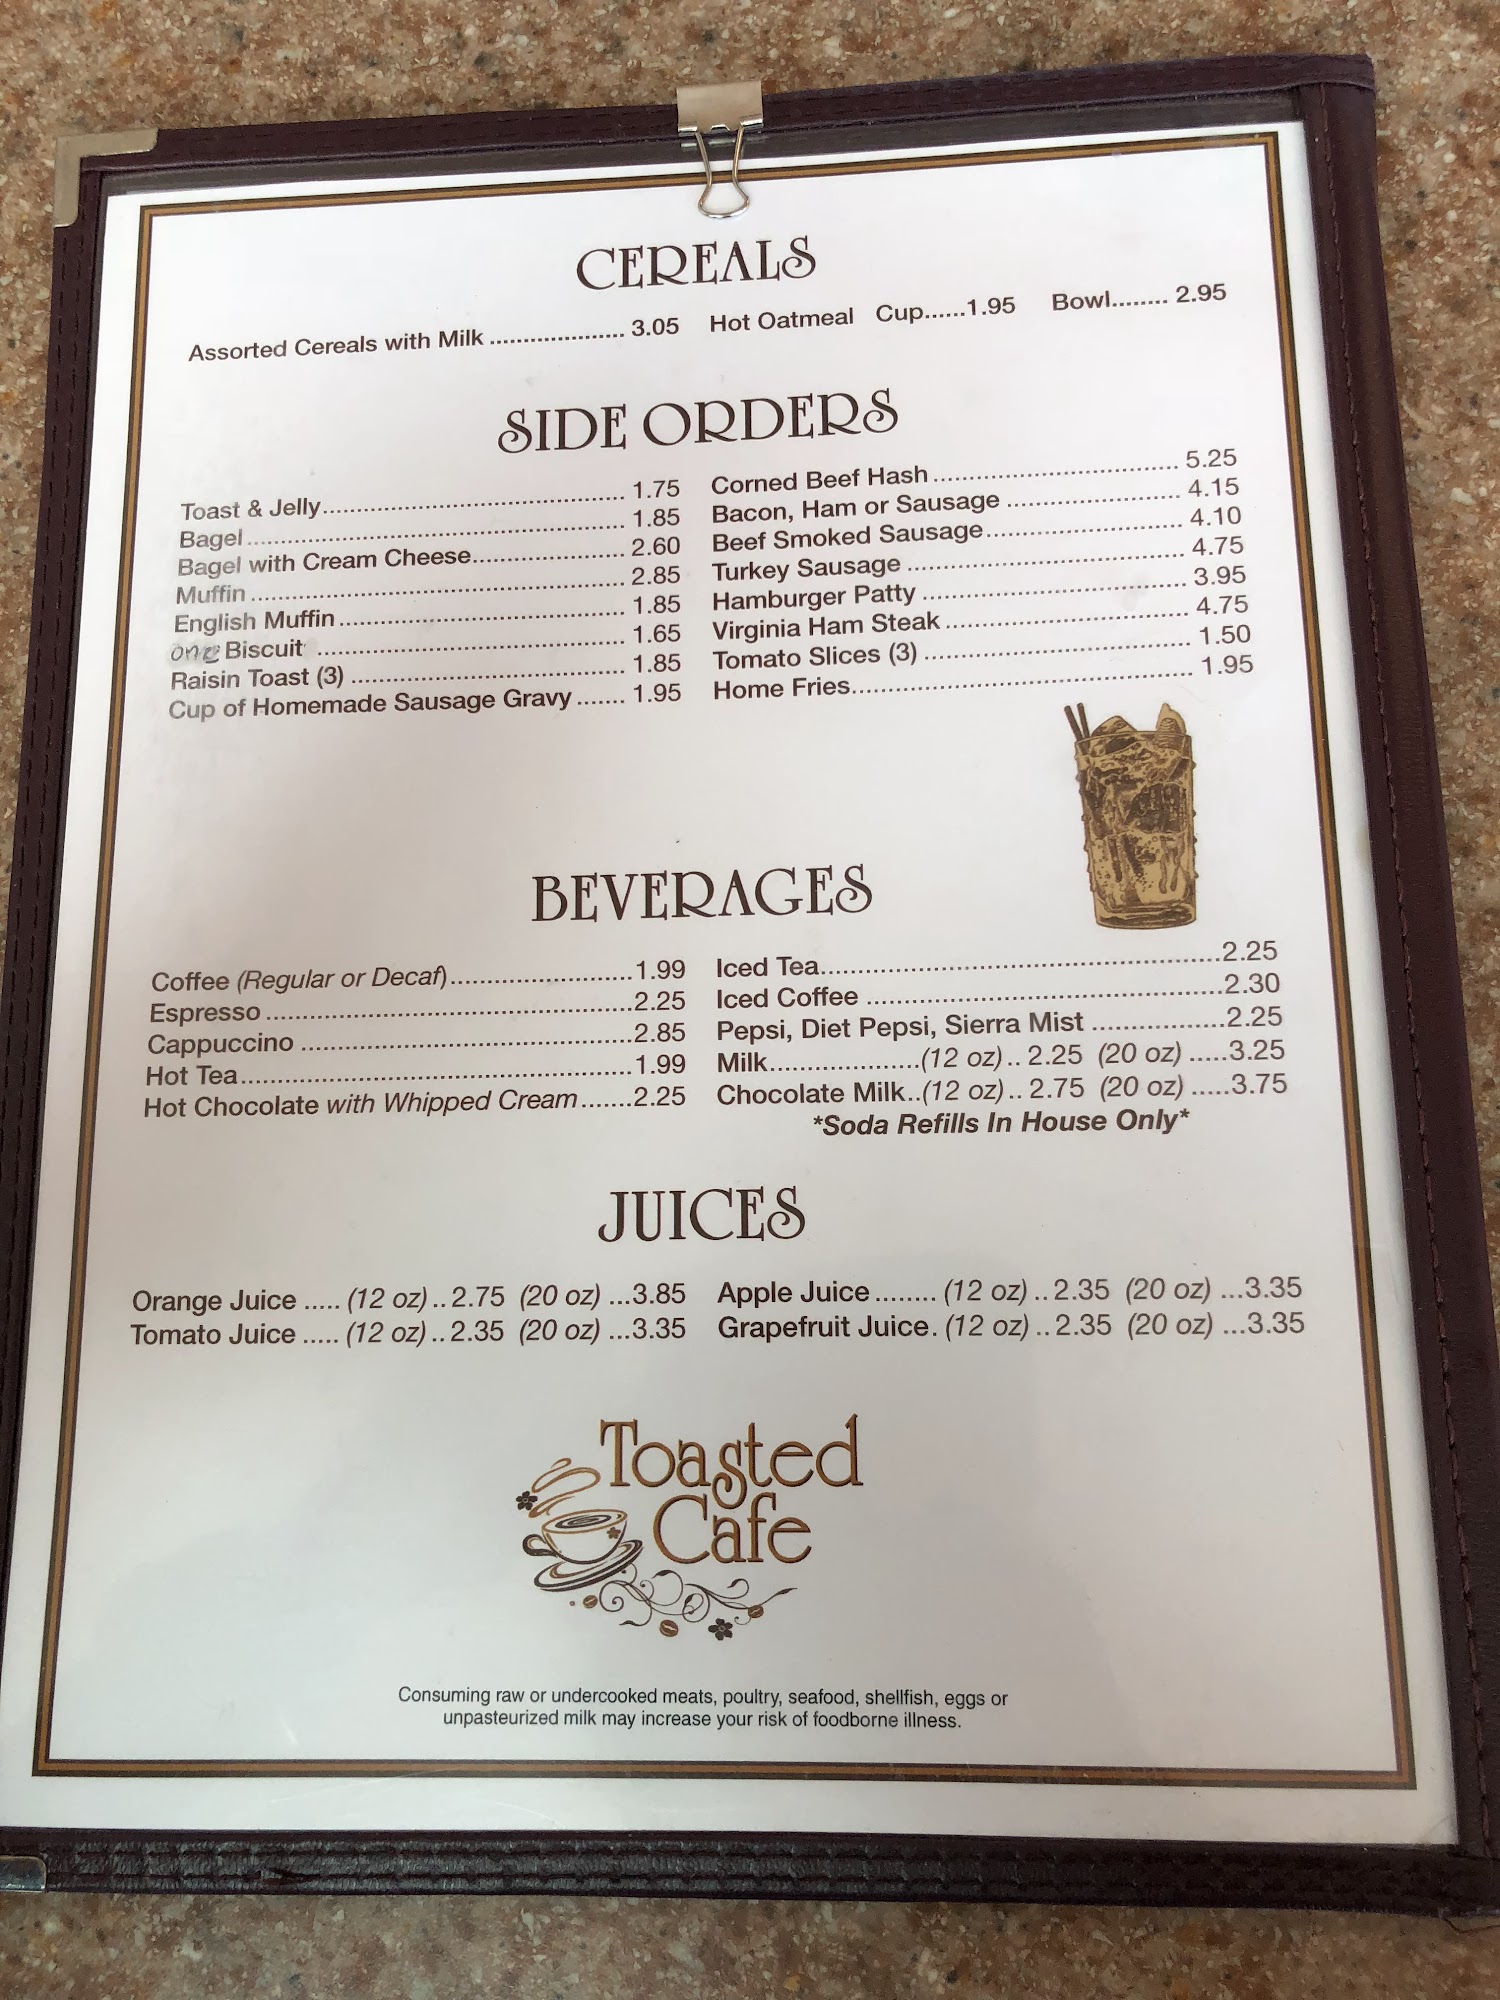 CEREALS
Assorted Cereals with Milk .................... 3.05 Hot Oatmeal Cup......1.95 Bowl........ 2.95
SIDE ORDERS
Toast & Jelly............................................. 1.75
Bagel........................................................ 1.85
Bagel with Cream Cheese....................... 2.60
Muffin ....................................................... 2.85
English Muffin .......................................... 1.85
one Biscuit .............................................. 1.65
Raisin Toast (3) ........................................ 1.85
Cup of Homemade Sausage Gravy ....... 1.95
Corned Beef Hash .................................... 5.25
Bacon, Ham or Sausage .......................... 4.15
Beef Smoked Sausage............................. 4.10
Turkey Sausage ......................................... 4.75
Hamburger Patty ....................................... 3.95
Virginia Ham Steak .................................... 4.75
Tomato Slices (3) ....................................... 1.50
Home Fries................................................. 1.95
BEVERAGES
Coffee (Regular or Decaf)..........................1.99
Espresso ....................................................2.25
Cappuccino ...............................................2.85
Hot Tea.......................................................1.99
Hot Chocolate with Whipped Cream.......2.25
Iced Tea.........................................................2.25
Iced Coffee ..................................................2.30
Pepsi, Diet Pepsi, Sierra Mist ...................2.25
Milk......................(12 oz).. 2.25 (20 oz) .....3.25
Chocolate Milk..(12 oz).. 2.75 (20 oz) .....3.75
*Soda Refills In House Only*
JUICES
Orange Juice ..... (12 oz)..2.75 (20 oz) ...3.85
Tomato Juice ..... (12 oz)..2.35 (20 oz) ...3.35
Apple Juice ........ (12 oz)..2.35 (20 oz) ...3.35
Grapefruit Juice. (12 oz)..2.35 (20 oz) ...3.35
Toasted
Cafe
Consuming raw or undercooked meats, poultry, seafood, shellfish, eggs or
unpasteurized milk may increase your risk of foodborne illness.